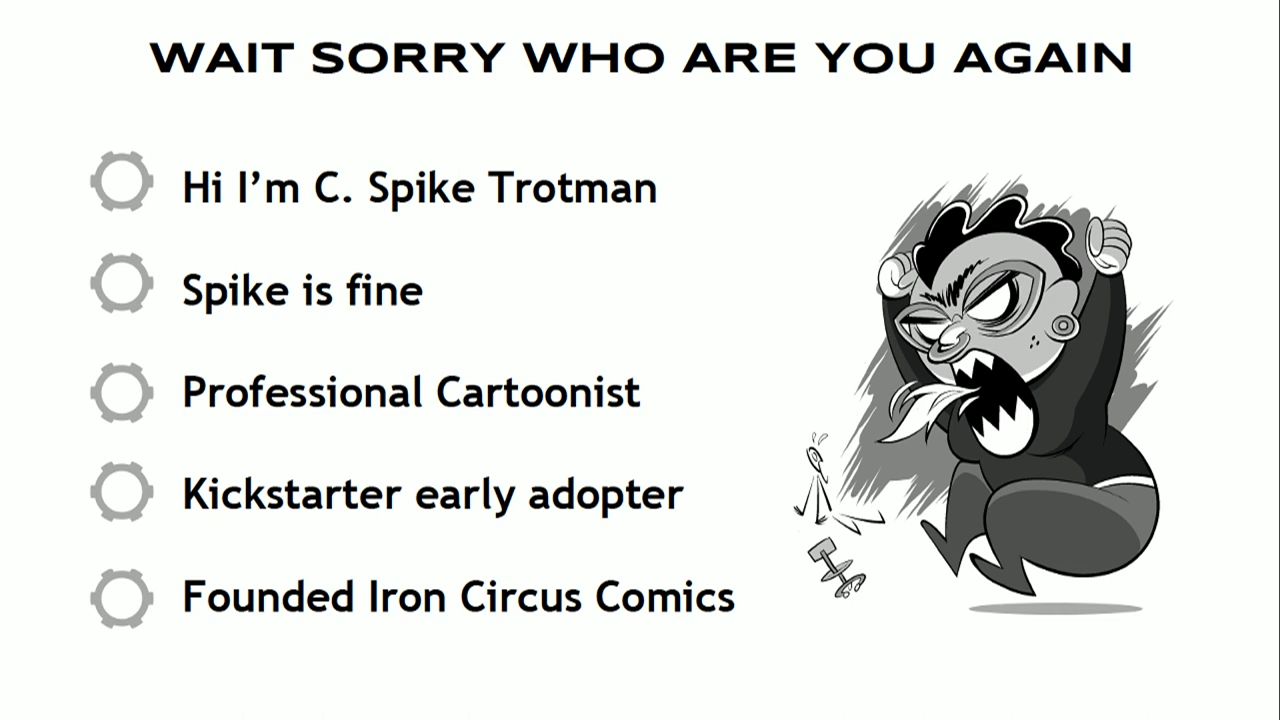 WAIT SORRY WHO ARE YOU AGAIN
Hi I’m C. Spike Trotman
Spike is fine
Professional Cartoonist
Kickstarter early adopter
Founded Iron Circus Comics